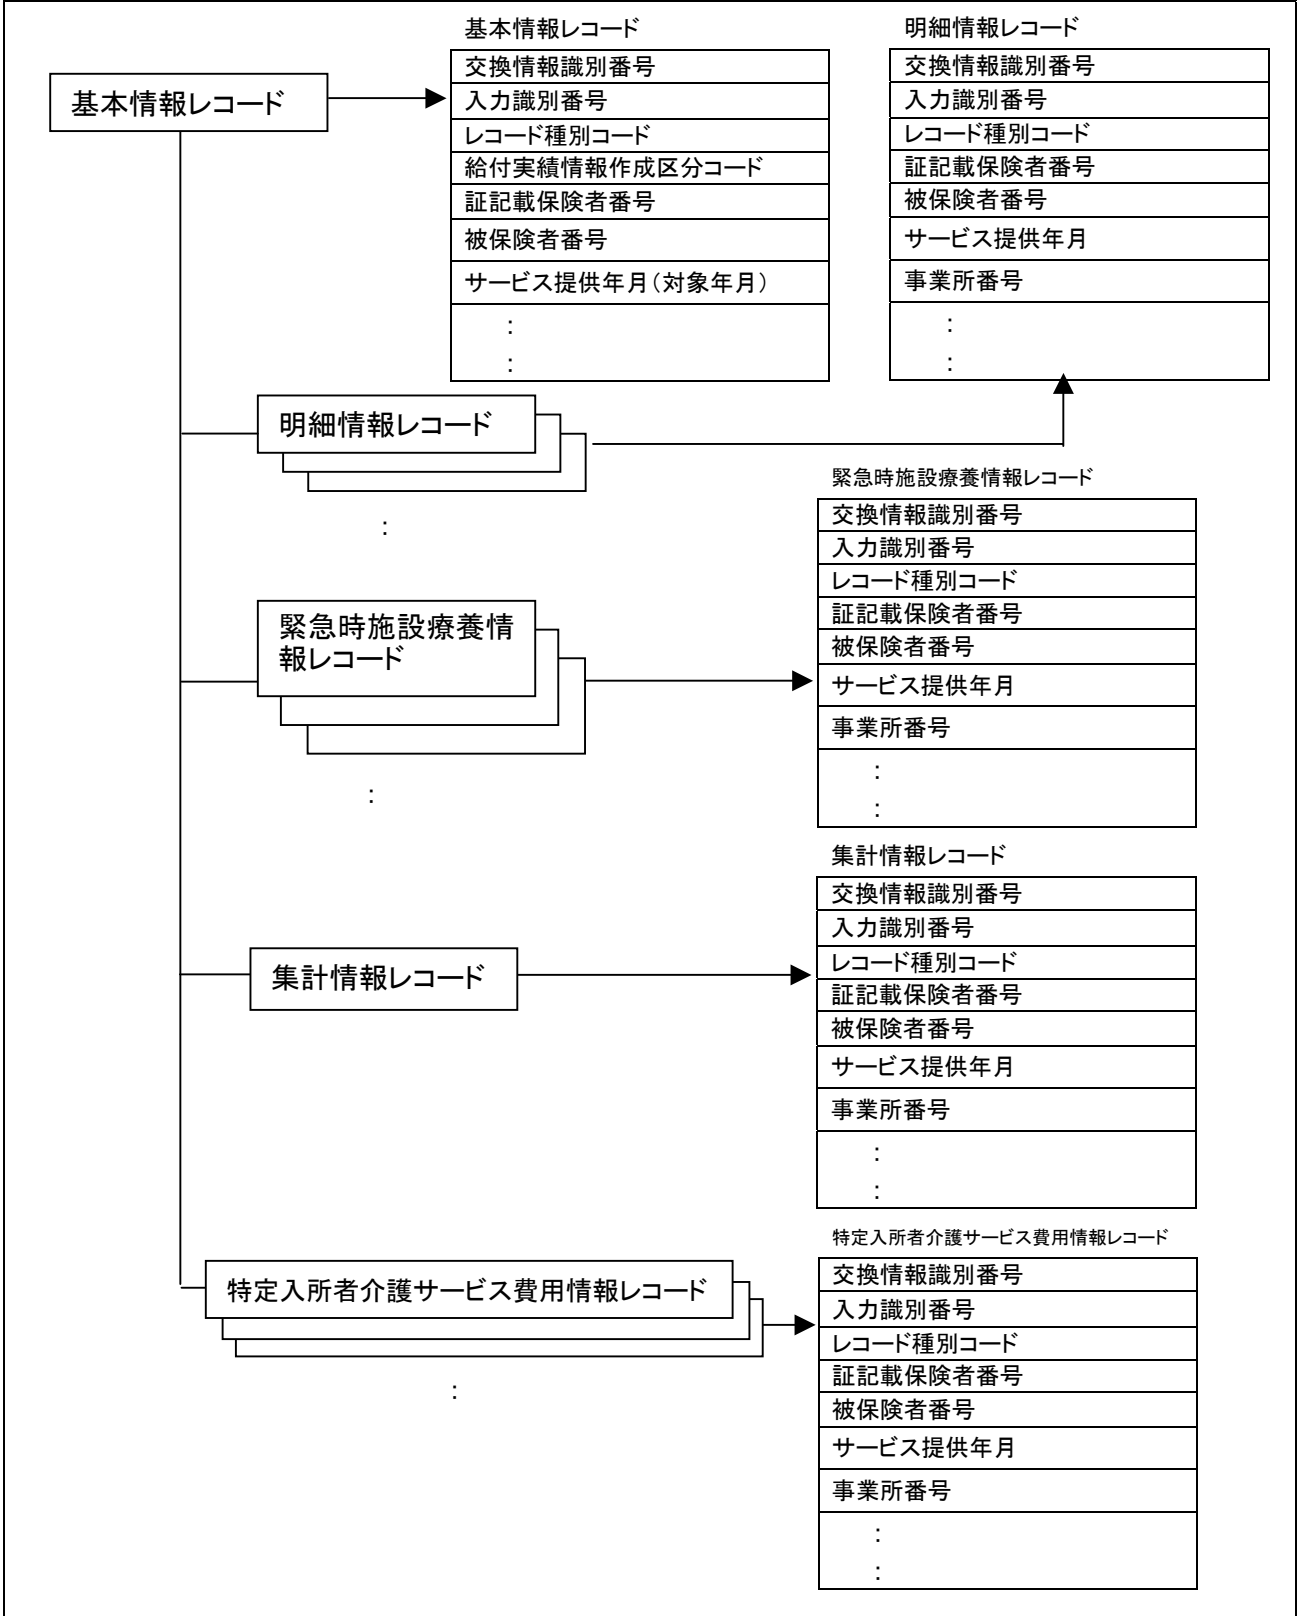 基本情報レコード
基本情報レコード
交換情報識別番号
入力識別番号
レコード種別コード
給付実績情報作成区分コード
証記載保険者番号
被保険者番号
サービス提供年月(対象年月)
:
:
明細情報レコード
交換情報識別番号
入力識別番号
レコード種別コード
証記載保険者番号
被保険者番号
サービス提供年月
事業所番号
:
:
明細情報レコード
:
緊急時施設療養情報レコード
交換情報識別番号
入力識別番号
レコード種別コード
証記載保険者番号
被保険者番号
サービス提供年月
事業所番号
:
:
緊急時施設療養情
報レコード
:
集計情報レコード
交換情報識別番号
入力識別番号
レコード種別コード
証記載保険者番号
被保険者番号
サービス提供年月
事業所番号
:
:
集計情報レコード
特定入所者介護サービス費用情報レコード
交換情報識別番号
入力識別番号
レコード種別コード
証記載保険者番号
被保険者番号
サービス提供年月
事業所番号
:
:
特定入所者介護サービス費用情報レコード
: